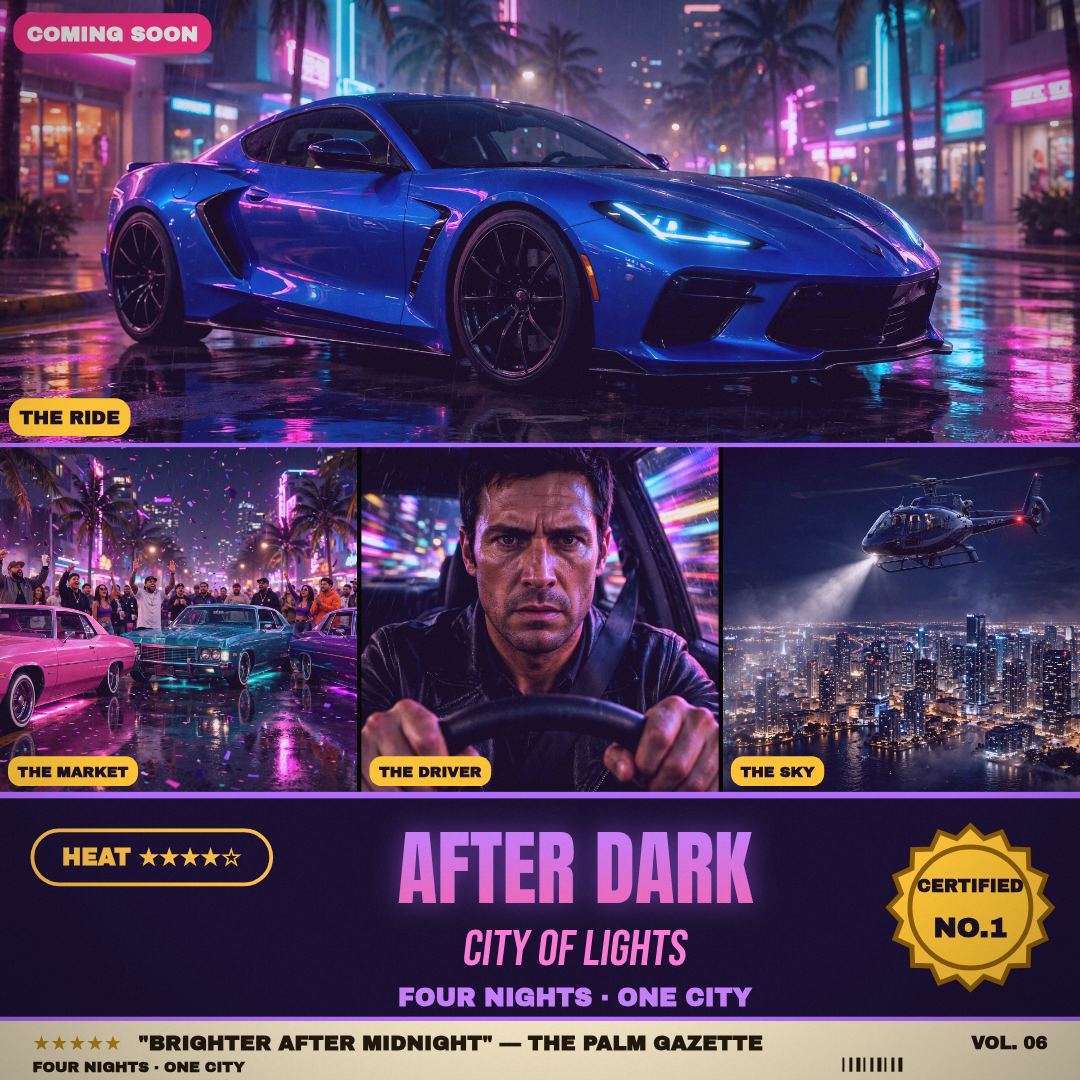 COMING SOON
THE RIDE
THE MARKET
THE DRIVER
THE SKY
HEAT ★★★★☆
AFTER DARK
CITY OF LIGHTS
FOUR NIGHTS · ONE CITY
CERTIFIED
NO.1
★★★★★ "BRIGHTER AFTER MIDNIGHT" — THE PALM GAZETTE
VOL. 06
FOUR NIGHTS · ONE CITY